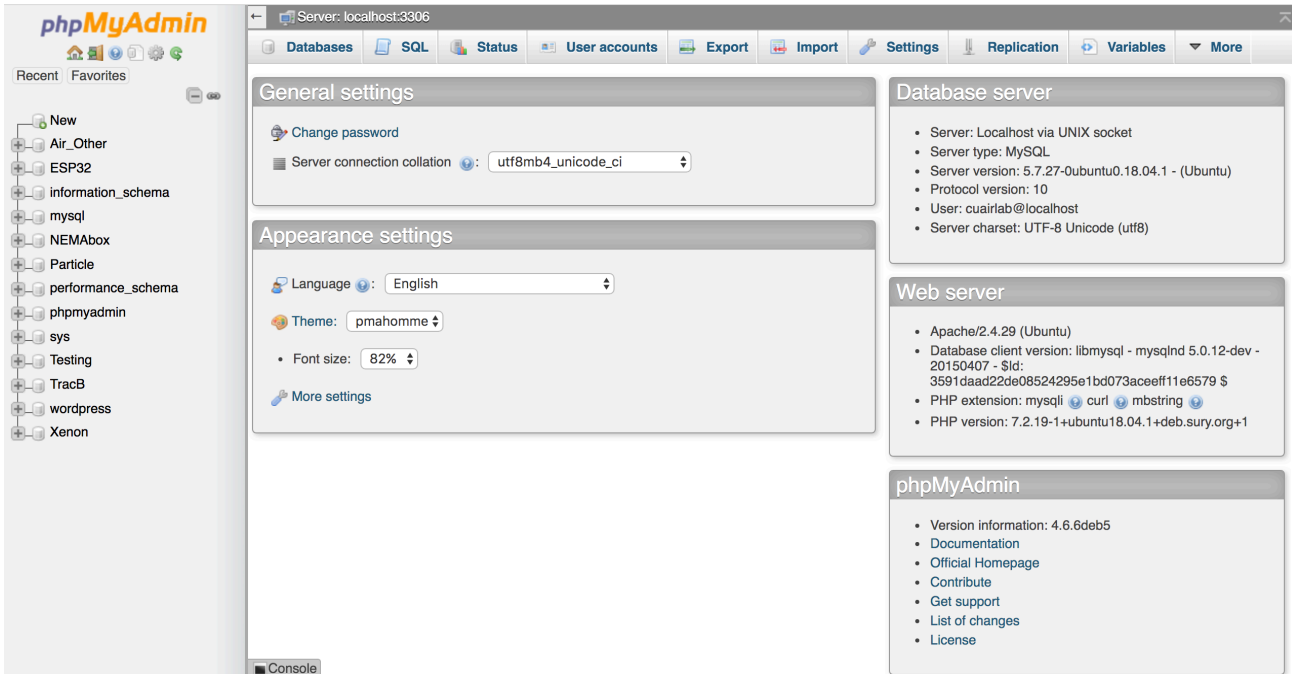 phpMyAdmin
Recent Favorites
New
Air_Other
ESP32
information_schema
mysql
NEMAbox
Particle
performance_schema
phpmyadmin
sys
Testing
TracB
wordpress
Xenon
← Server: localhost:3306
Databases SQL Status User accounts Export Import Settings Replication Variables More
General settings
Change password
Server connection collation : utf8mb4_unicode_ci
Appearance settings
Language : English
Theme: pmahomme
• Font size: 82%
More settings
Console
Database server
• Server: Localhost via UNIX socket
• Server type: MySQL
• Server version: 5.7.27-0ubuntu0.18.04.1 - (Ubuntu)
• Protocol version: 10
• User: cuairlab@localhost
• Server charset: UTF-8 Unicode (utf8)
Web server
• Apache/2.4.29 (Ubuntu)
• Database client version: libmysql - mysqlnd 5.0.12-dev -
20150407 - $Id:
3591daad22de08524295e1bd073aceeff11e6579 $
• PHP extension: mysqli curl mbstring
• PHP version: 7.2.19-1+ubuntu18.04.1+deb.sury.org+1
phpMyAdmin
• Version information: 4.6.6deb5
• Documentation
• Official Homepage
• Contribute
• Get support
• List of changes
• License